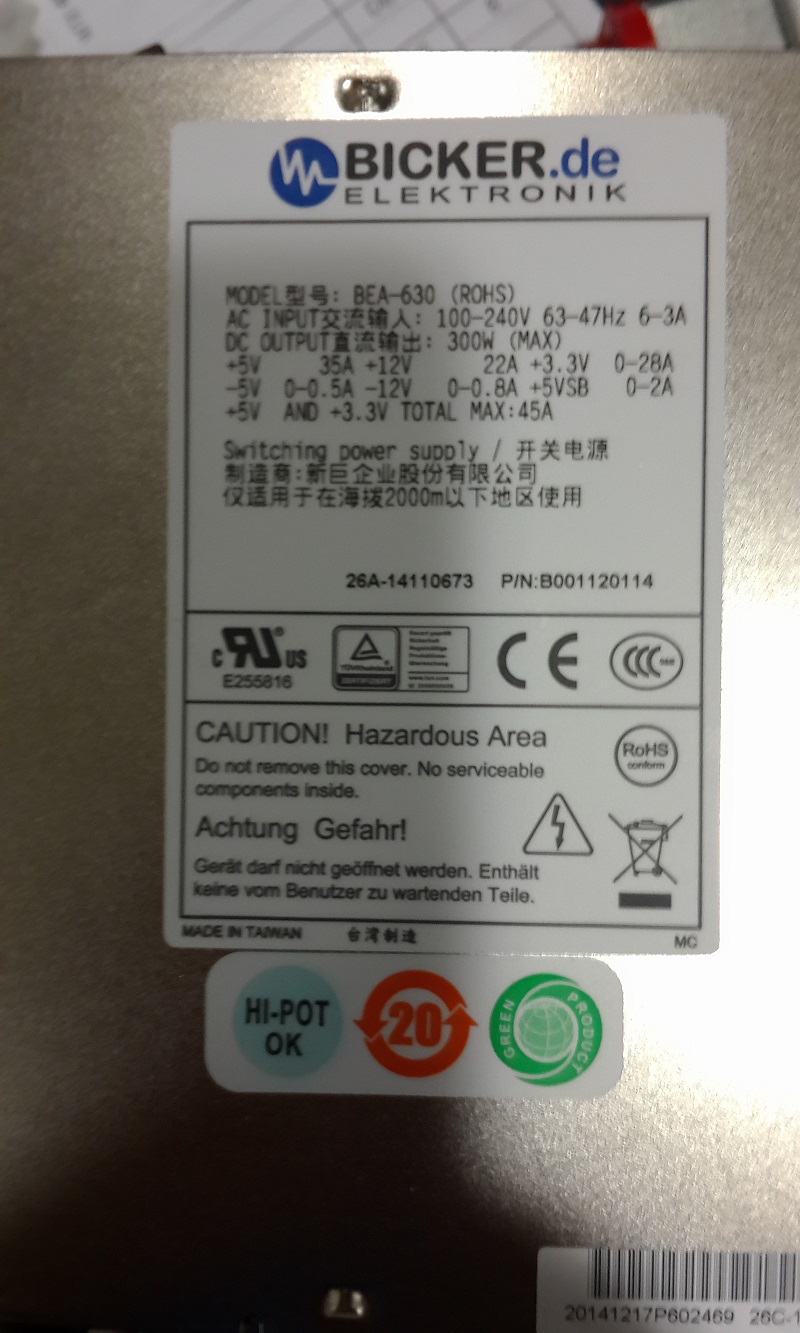 BICKER.de
ELEKTRONIK
MODEL型号: BEA-630 (ROHS)
AC INPUT交流输入: 100-240V 63-47Hz 6-3A
DC OUTPUT直流输出: 300W (MAX)
+5V 35A +12V 22A +3.3V 0-28A
-5V 0-0.5A -12V 0-0.8A +5VSB 0-2A
+5V AND +3.3V TOTAL MAX:45A
Switching power supply / 开关电源
制造商:新巨企业股份有限公司
仅适用于在海拔2000m以下地区使用
26A-14110673 P/N:B001120114
c RU US
E255816
TÜVRheinland
CERTIFIED
CE
CCC
CAUTION! Hazardous Area
Do not remove this cover. No serviceable
components inside.
RoHS
conform
Achtung Gefahr!
Gerät darf nicht geöffnet werden. Enthält
keine vom Benutzer zu wartenden Teile.
MADE IN TAIWAN 台湾制造 MC
HI-POT
OK
20
GREEN PRODUCT
20141217P602469 26C-1